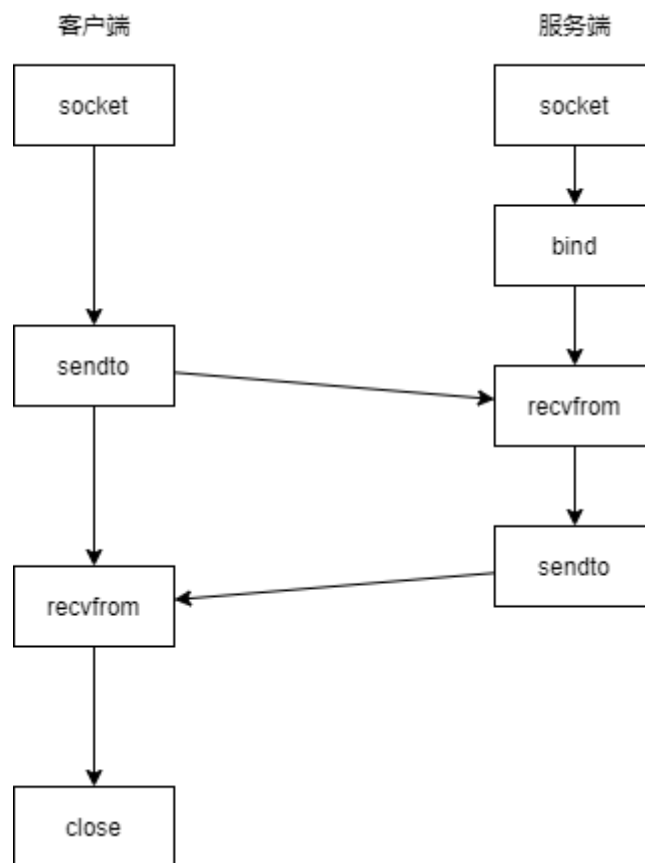 客户端
服务端
socket
socket
bind
sendto
recvfrom
sendto
recvfrom
close